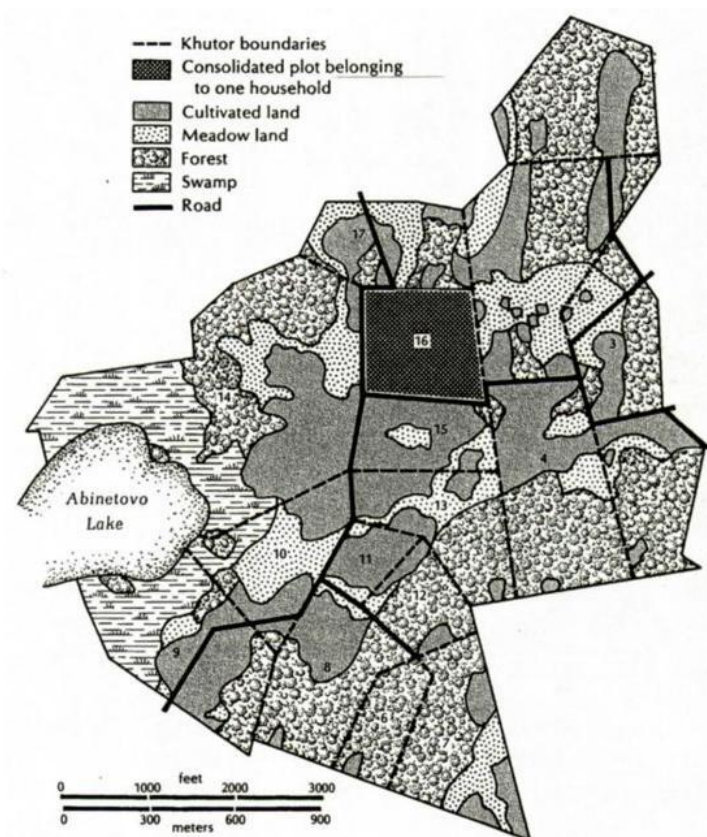 Khutor boundaries
Consolidated plot belonging
to one household
Cultivated land
Meadow land
Forest
Swamp
Road
17
16
3
14
15
4
13
Abinetovo
Lake
10
11
12
9
8
6
7
feet
0 1000 2000 3000
0 300 600 900
meters